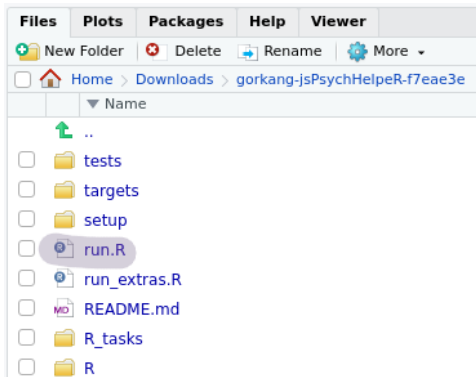 Files Plots Packages Help Viewer
New Folder Delete Rename More
Home Downloads gorkang-jsPsychHelpeR-f7eae3e
Name
..
tests
targets
setup
run.R
run_extras.R
MD README.md
R_tasks
R